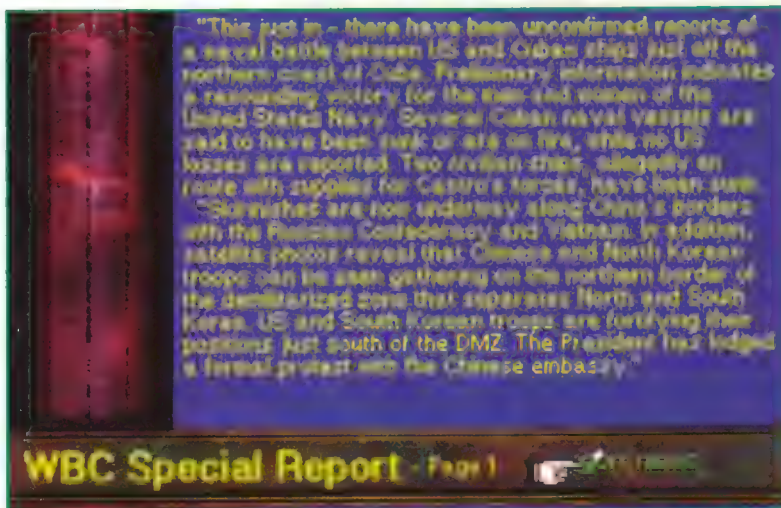 "This just in - there have been unconfirmed reports of
a naval battle between US and Cuban ships just off the
northern coast of Cuba. Preliminary information indicates
a resounding victory for the men and women of the
United States Navy. Several Cuban naval vessels are
said to have been sunk or are on fire, while no US
losses are reported. Two civilian ships, allegedly en
route with supplies for Castro's forces, have been sunk.
"Skirmishes are now underway along China's borders
with the Russian Confederacy and Vietnam. In addition,
satellite photos reveal that Chinese and North Korean
troops can be seen gathering on the northern border of
the demilitarized zone that separates North and South
Korea. US and South Korean troops are fortifying their
positions just south of the DMZ. The President has lodged
a formal protest with the Chinese embassy."
WBC Special Report - Page 1